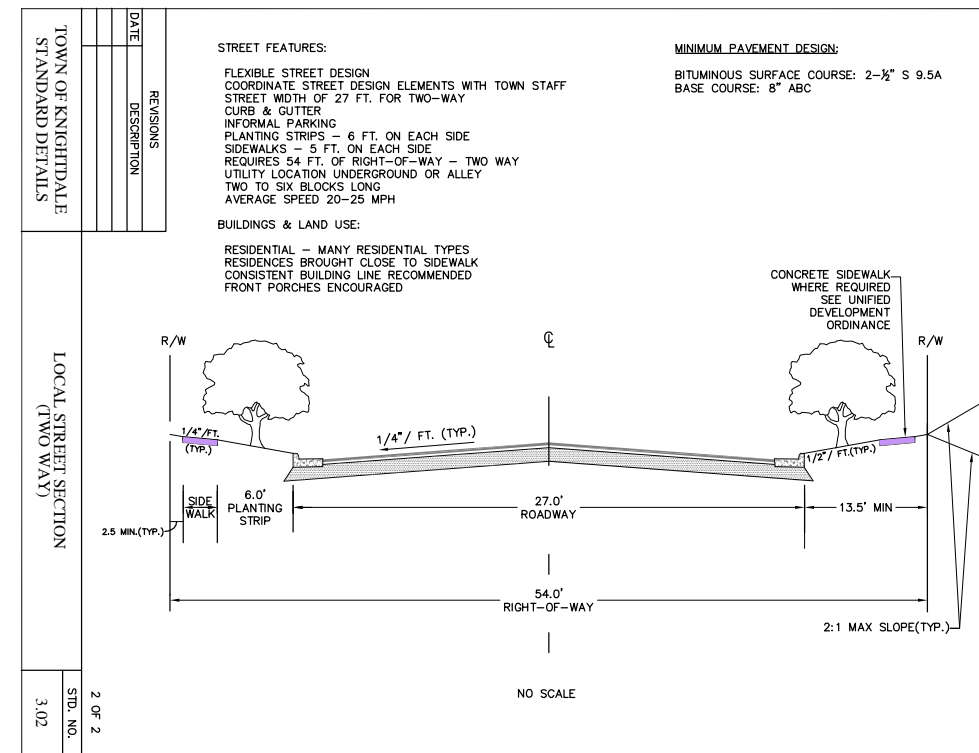 TOWN OF KNIGHTDALE
STANDARD DETAILS
REVISIONS
DATE
DESCRIPTION
LOCAL STREET SECTION
(TWO WAY)
STD. NO.
3.02
2 OF 2
STREET FEATURES:
FLEXIBLE STREET DESIGN
COORDINATE STREET DESIGN ELEMENTS WITH TOWN STAFF
STREET WIDTH OF 27 FT. FOR TWO-WAY
CURB & GUTTER
INFORMAL PARKING
PLANTING STRIPS – 6 FT. ON EACH SIDE
SIDEWALKS – 5 FT. ON EACH SIDE
REQUIRES 54 FT. OF RIGHT-OF-WAY – TWO WAY
UTILITY LOCATION UNDERGROUND OR ALLEY
TWO TO SIX BLOCKS LONG
AVERAGE SPEED 20-25 MPH
BUILDINGS & LAND USE:
RESIDENTIAL – MANY RESIDENTIAL TYPES
RESIDENCES BROUGHT CLOSE TO SIDEWALK
CONSISTENT BUILDING LINE RECOMMENDED
FRONT PORCHES ENCOURAGED
MINIMUM PAVEMENT DESIGN:
BITUMINOUS SURFACE COURSE: 2-½" S 9.5A
BASE COURSE: 8" ABC
CONCRETE SIDEWALK
WHERE REQUIRED
SEE UNIFIED
DEVELOPMENT
ORDINANCE
R/W
℄
R/W
1/4"/FT.
(TYP.)
1/4"/ FT. (TYP.)
1/2"/ FT.(TYP.)
SIDE
WALK
6.0'
PLANTING
STRIP
27.0'
ROADWAY
13.5' MIN
2.5 MIN.(TYP.)
54.0'
RIGHT-OF-WAY
2:1 MAX SLOPE(TYP.)
NO SCALE